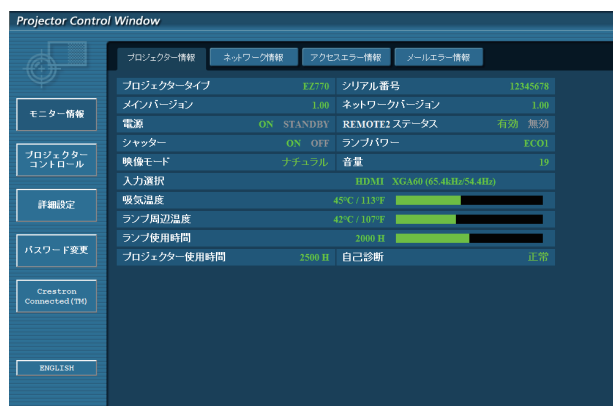 Projector Control Window
プロジェクター情報 ネットワーク情報 アクセスエラー情報 メールエラー情報
モニター情報
プロジェクター
コントロール
詳細設定
パスワード変更
Crestron
Connected(TM)
ENGLISH
プロジェクタータイプ EZ770 シリアル番号 12345678
メインバージョン 1.00 ネットワークバージョン 1.00
電源 ON STANDBY REMOTE2 ステータス 有効 無効
シャッター ON OFF ランプパワー ECO1
映像モード ナチュラル 音量 19
入力選択 HDMI XGA60 (65.4kHz/54.4Hz)
吸気温度 45ºC / 113ºF
ランプ周辺温度 42ºC / 107ºF
ランプ使用時間 2000 H
プロジェクター使用時間 2500 H 自己診断 正常